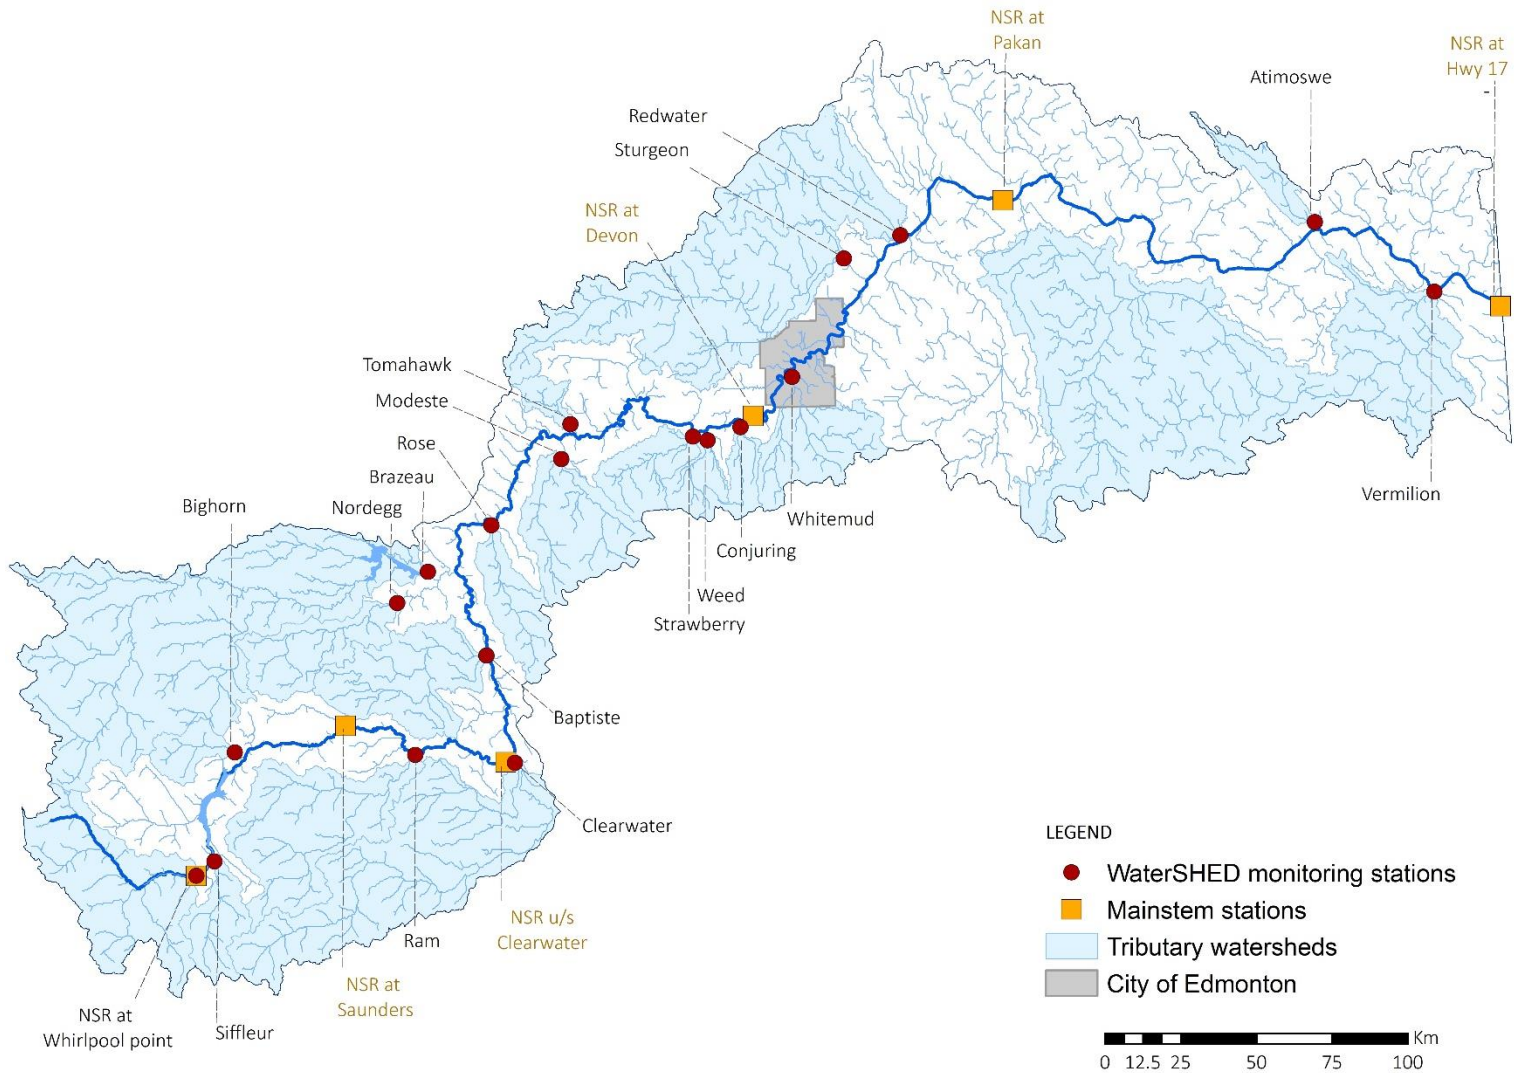 NSR at
Pakan
NSR at
Hwy 17
Atimoswe
Redwater
Sturgeon
NSR at
Devon
Tomahawk
Modeste
Rose
Brazeau
Nordegg
Bighorn
Vermilion
Whitemud
Conjuring
Weed
Strawberry
Baptiste
Clearwater
NSR u/s
Clearwater
Ram
NSR at
Saunders
NSR at
Whirlpool point
Siffleur
LEGEND
WaterSHED monitoring stations
Mainstem stations
Tributary watersheds
City of Edmonton
Km
0 12.5 25 50 75 100